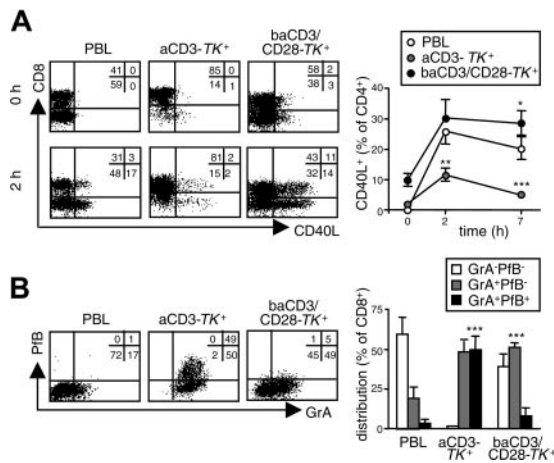 A
PBL
aCD3-TK⁺
baCD3/
CD28-TK⁺
CD8
0 h
41 0
59 0
85 0
14 1
58 2
38 3
2 h
31 3
48 17
81 2
15 2
43 11
32 14
CD40L
PBL
aCD3- TK⁺
baCD3/CD28-TK⁺
CD40L⁺ (% of CD4⁺)
40
30
20
10
0
*
**
***
0 2 7
time (h)
B
PBL
aCD3-TK⁺
baCD3/
CD28-TK⁺
PfB
0 1
72 17
0 49
2 50
1 5
45 49
GrA
GrA⁻PfB⁻
GrA⁺PfB⁻
GrA⁺PfB⁺
distribution (% of CD8⁺)
75
50
25
0
***
***
PBL
aCD3-
TK⁺
baCD3/
CD28-TK⁺